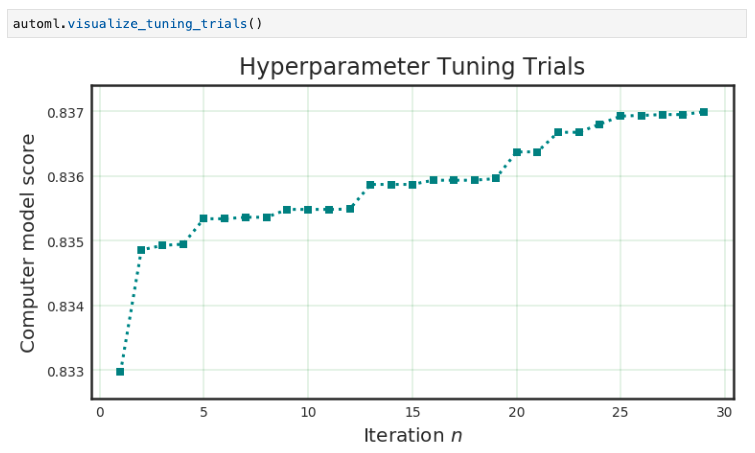 automl.visualize_tuning_trials()
Hyperparameter Tuning Trials
Computer model score
0.837
0.836
0.835
0.834
0.833
0 5 10 15 20 25 30
Iteration n